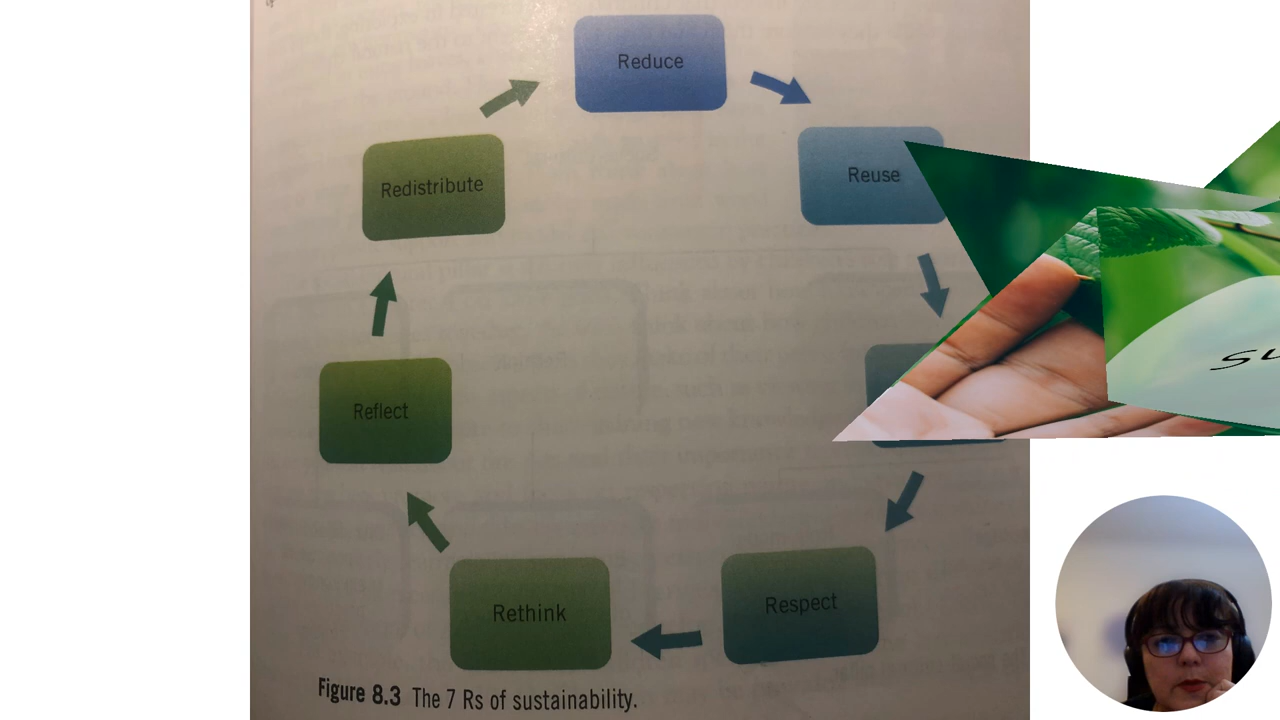 Reduce
Reuse
Redistribute
Reflect
Rethink
Respect
Figure 8.3 The 7 Rs of sustainability.